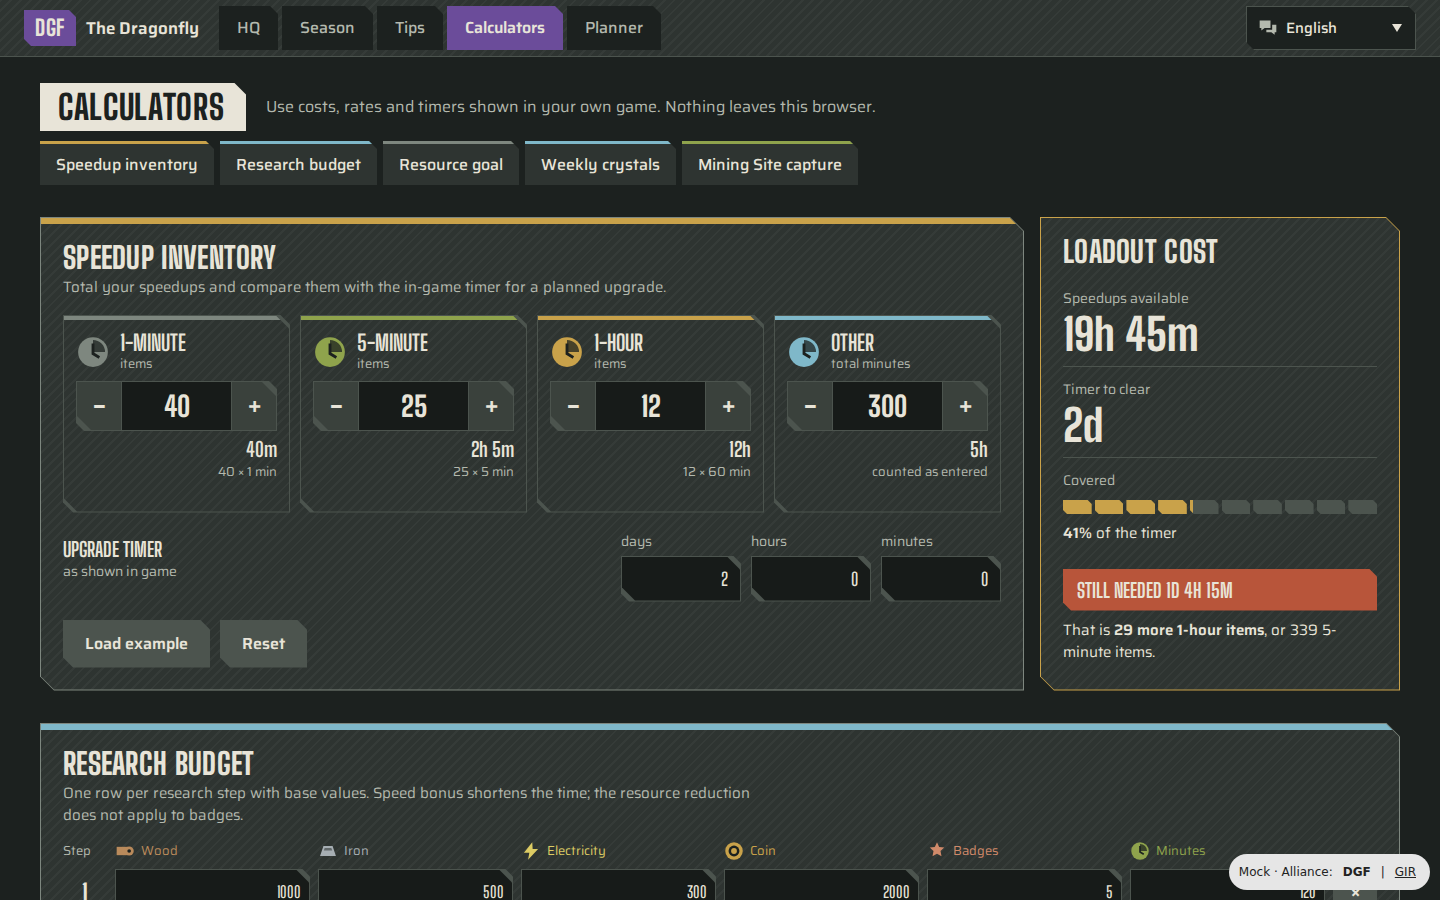 DGF The Dragonfly HQ Season Tips Calculators Planner English
CALCULATORS Use costs, rates and timers shown in your own game. Nothing leaves this browser.
Speedup inventory Research budget Resource goal Weekly crystals Mining Site capture
SPEEDUP INVENTORY
Total your speedups and compare them with the in-game timer for a planned upgrade.
1-MINUTE
items
− 40 +
40m
40 × 1 min
5-MINUTE
items
− 25 +
2h 5m
25 × 5 min
1-HOUR
items
− 12 +
12h
12 × 60 min
OTHER
total minutes
− 300 +
5h
counted as entered
UPGRADE TIMER
as shown in game
days hours minutes
2 0 0
Load example Reset
LOADOUT COST
Speedups available
19h 45m
Timer to clear
2d
Covered
41% of the timer
STILL NEEDED 1D 4H 15M
That is 29 more 1-hour items, or 339 5-
minute items.
RESEARCH BUDGET
One row per research step with base values. Speed bonus shortens the time; the resource reduction
does not apply to badges.
Step Wood Iron Electricity Coin Badges Minutes
1 1000 500 300 2000 5 120 ×
Mock · Alliance: DGF | GIR